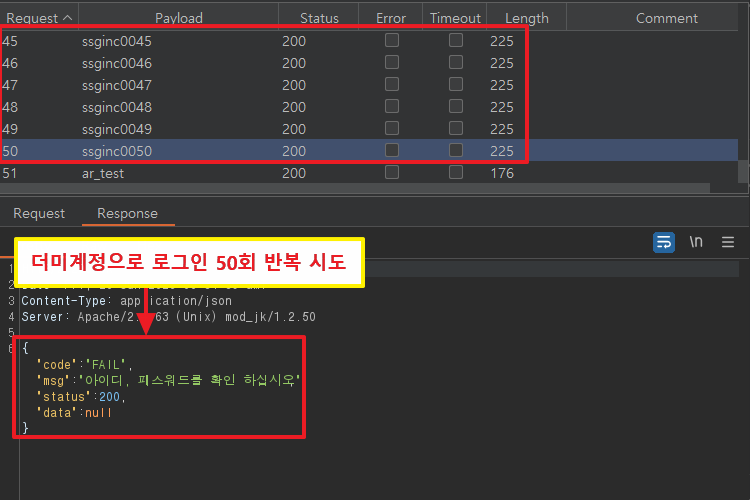 Request Payload Status Error Timeout Length Comment
45 ssginc0045 200 225
46 ssginc0046 200 225
47 ssginc0047 200 225
48 ssginc0048 200 225
49 ssginc0049 200 225
50 ssginc0050 200 225
51 ar_test 200 176
Request Response
\n
더미계정으로 로그인 50회 반복 시도
1
3 Content-Type: application/json
4 Server: (Unix) mod_jk/1.2.50
5
6 {
"code":"FAIL",
"msg":"아이디, 패스워드를 확인 하십시오,"
"status":200,
"data":null
}